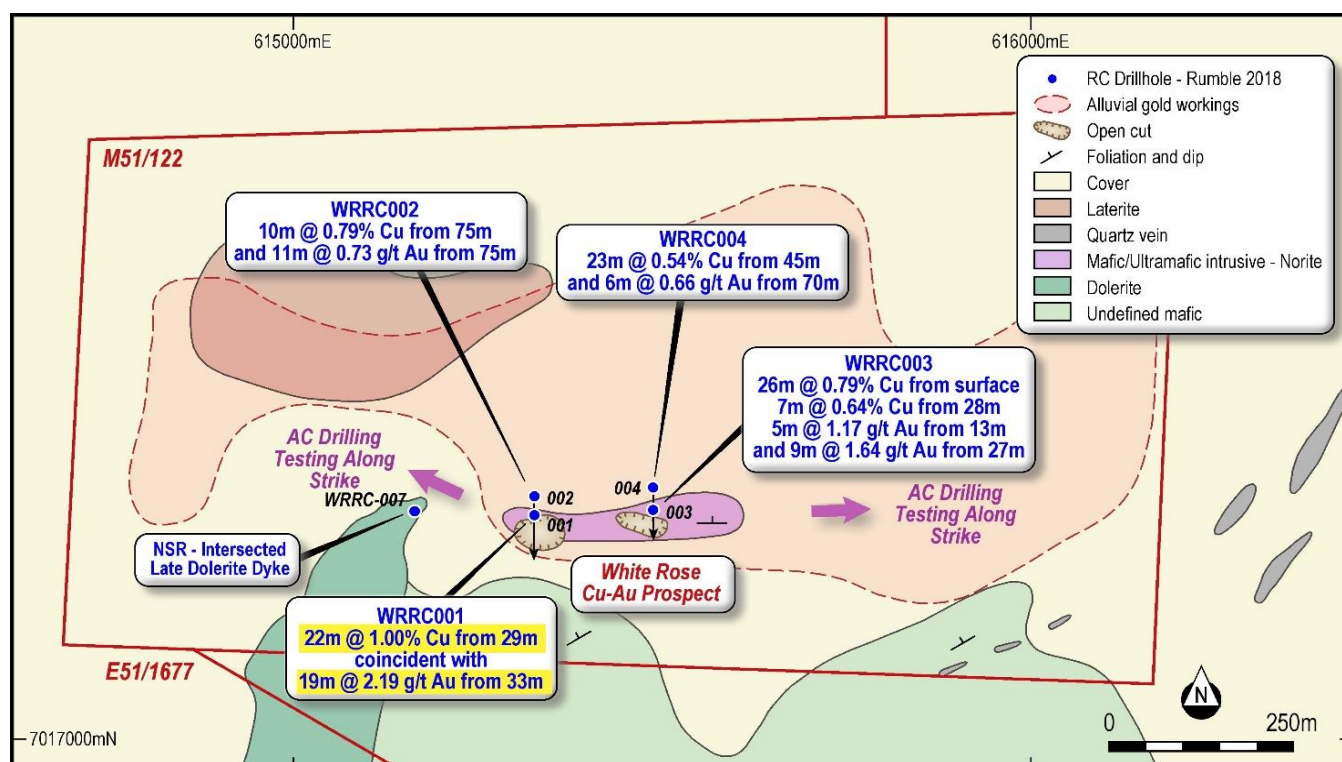 615000mE
616000mE
RC Drillhole - Rumble 2018
Alluvial gold workings
Open cut
Foliation and dip
Cover
Laterite
Quartz vein
Mafic/Ultramafic intrusive - Norite
Dolerite
Undefined mafic
M51/122
WRRC002
10m @ 0.79% Cu from 75m
and 11m @ 0.73 g/t Au from 75m
WRRC004
23m @ 0.54% Cu from 45m
and 6m @ 0.66 g/t Au from 70m
WRRC003
26m @ 0.79% Cu from surface
7m @ 0.64% Cu from 28m
5m @ 1.17 g/t Au from 13m
and 9m @ 1.64 g/t Au from 27m
AC Drilling
Testing Along
Strike
WRRC-007
002
001
004
003
AC Drilling
Testing Along
Strike
NSR - Intersected
Late Dolerite Dyke
White Rose
Cu-Au Prospect
WRRC001
22m @ 1.00% Cu from 29m
coincident with
19m @ 2.19 g/t Au from 33m
E51/1677
N
0
250m
7017000mN